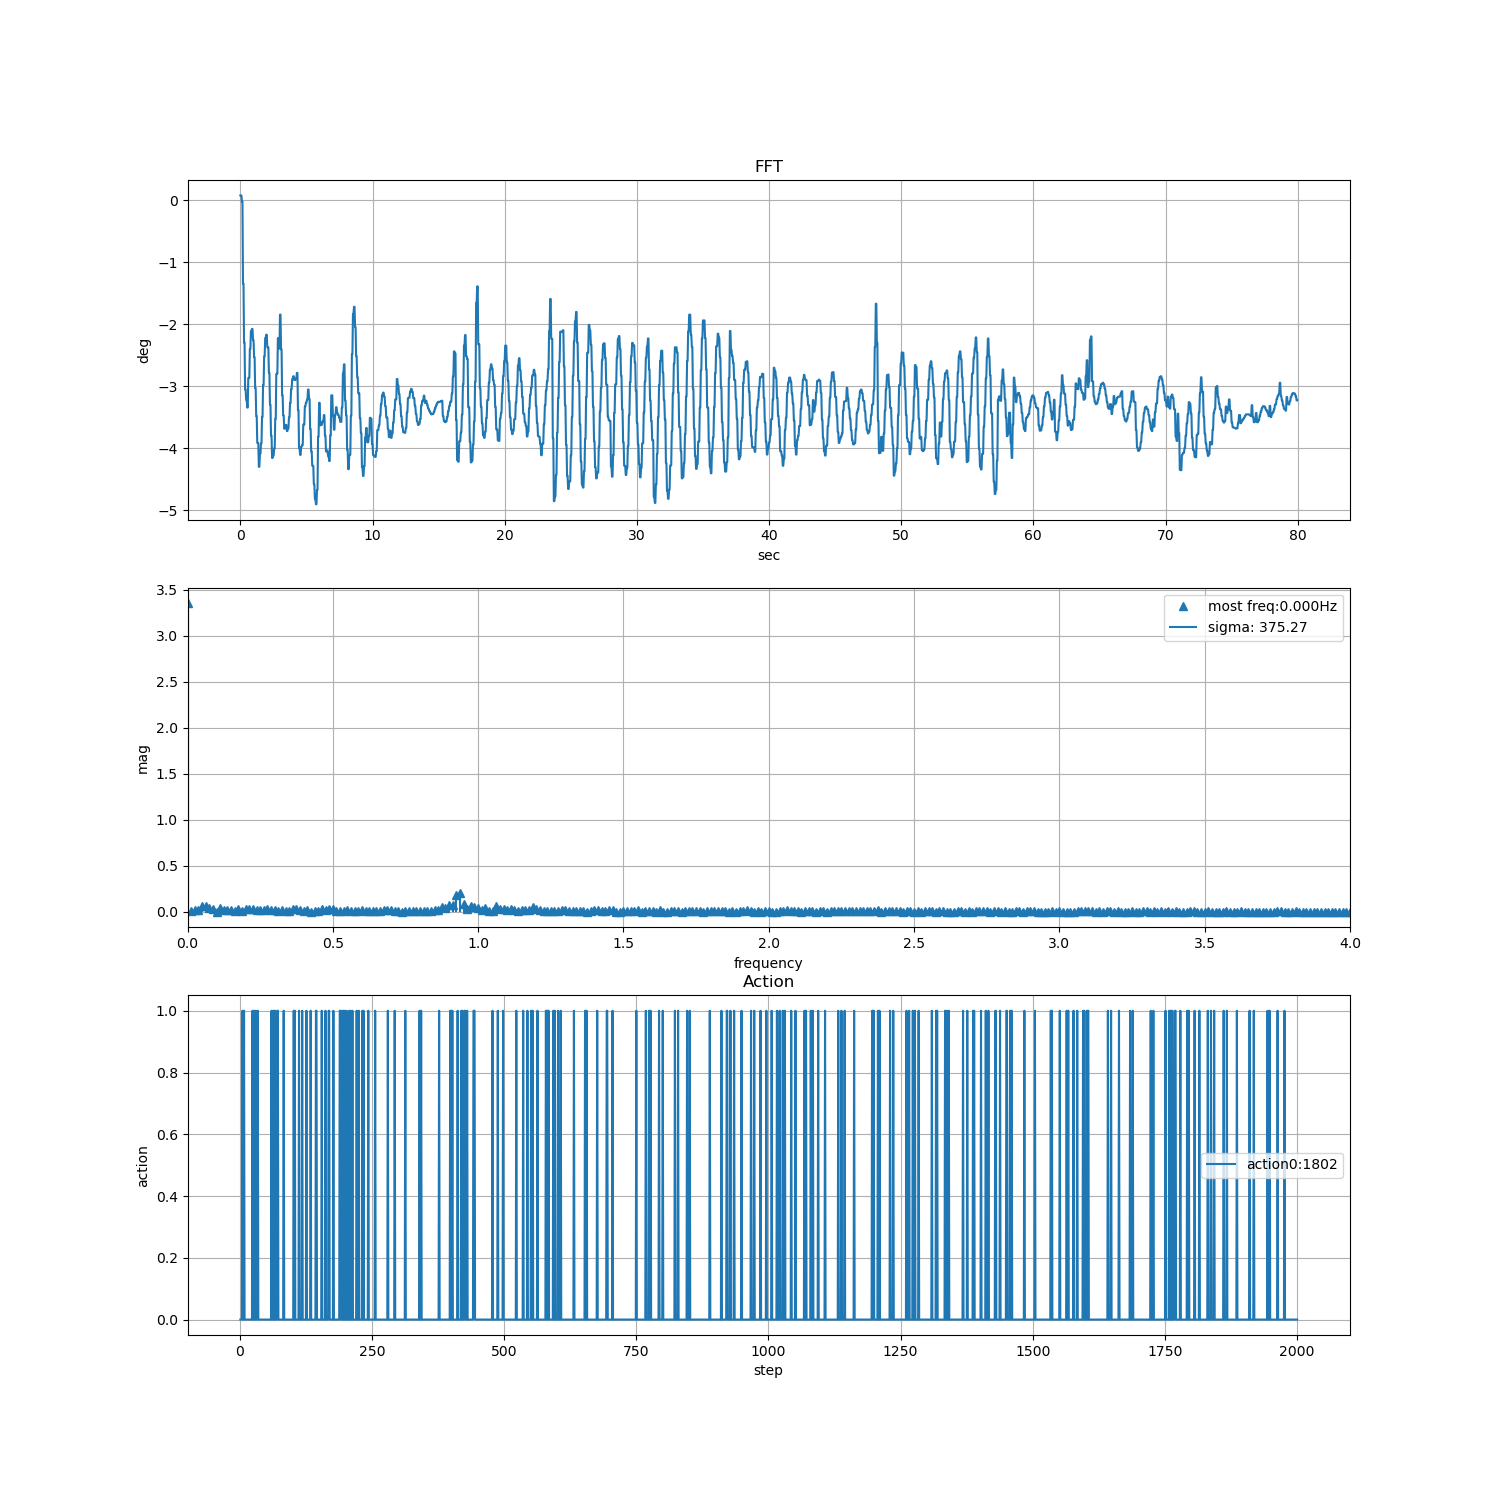 FFT
0
−1
−2
−3
−4
−5
deg
0 10 20 30 40 50 60 70 80
sec
3.5
3.0
2.5
2.0
1.5
1.0
0.5
0.0
mag
most freq:0.000Hz
sigma: 375.27
0.0 0.5 1.0 1.5 2.0 2.5 3.0 3.5 4.0
frequency
Action
1.0
0.8
0.6
0.4
0.2
0.0
action
action0:1802
0 250 500 750 1000 1250 1500 1750 2000
step